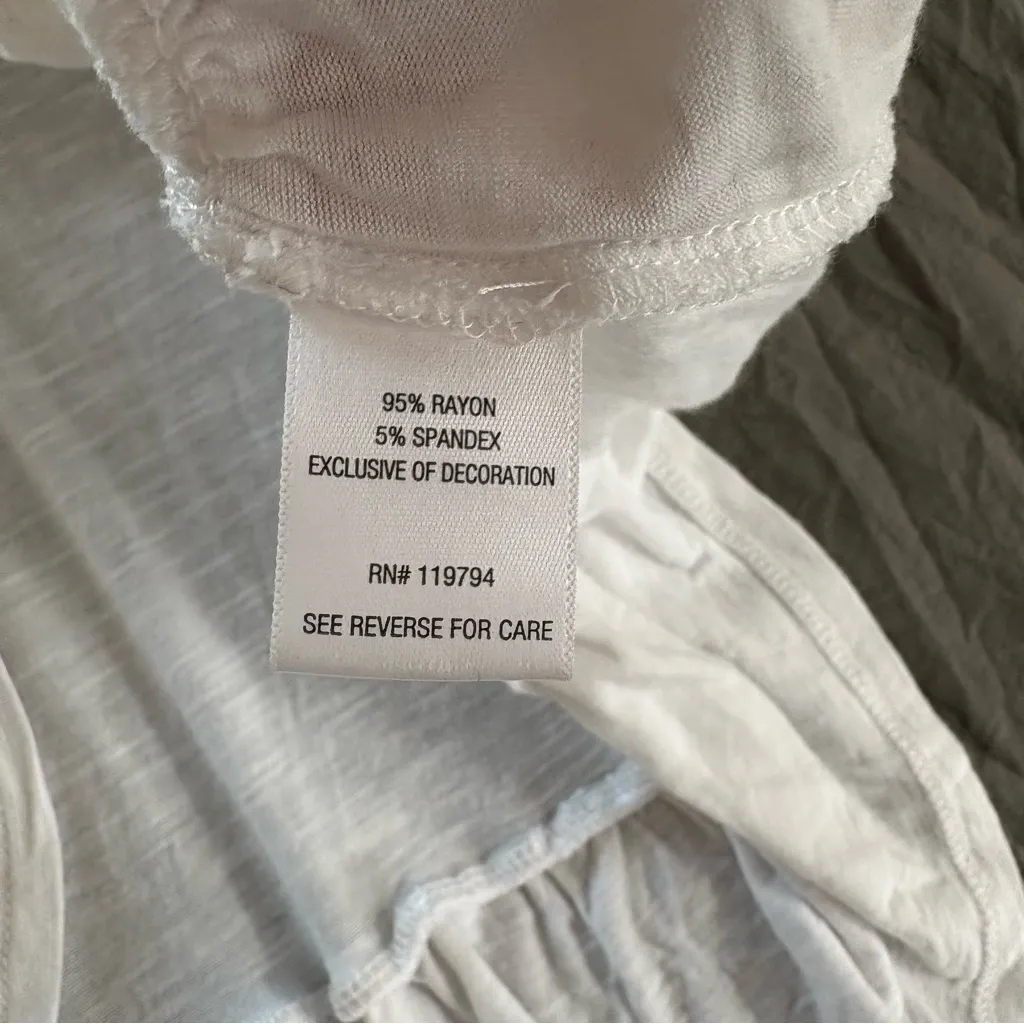 95% RAYON
5% SPANDEX
EXCLUSIVE OF DECORATION
RN# 119794
SEE REVERSE FOR CARE